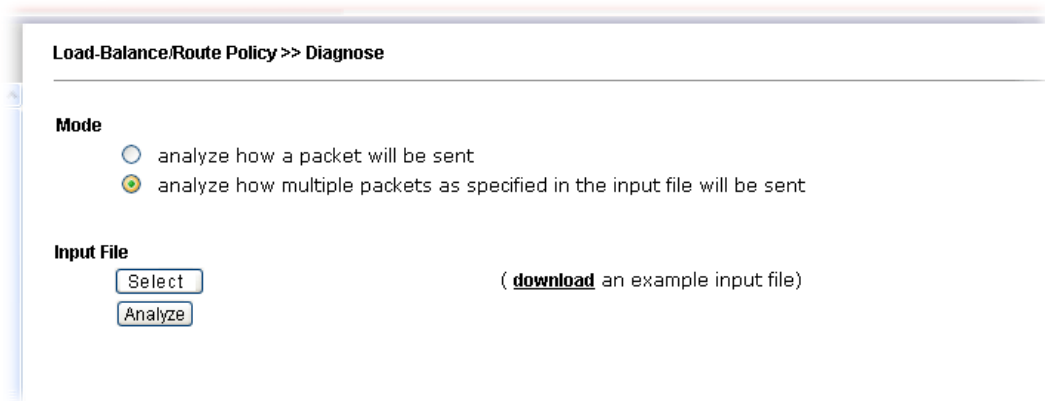 Load-Balance/Route Policy >> Diagnose
Mode
analyze how a packet will be sent
analyze how multiple packets as specified in the input file will be sent
Input File
Select
( download an example input file)
Analyze